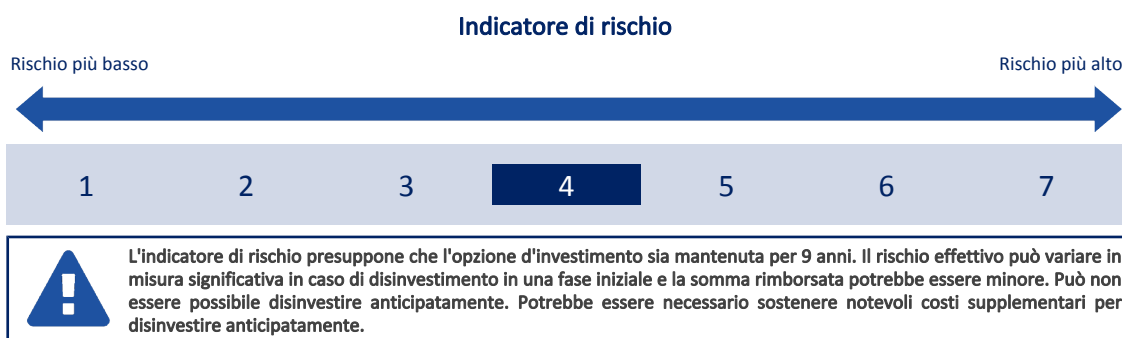 Indicatore di rischio
Rischio più basso
Rischio più alto
1 2 3 4 5 6 7
L'indicatore di rischio presuppone che l'opzione d'investimento sia mantenuta per 9 anni. Il rischio effettivo può variare in
misura significativa in caso di disinvestimento in una fase iniziale e la somma rimborsata potrebbe essere minore. Può non
essere possibile disinvestire anticipatamente. Potrebbe essere necessario sostenere notevoli costi supplementari per
disinvestire anticipatamente.